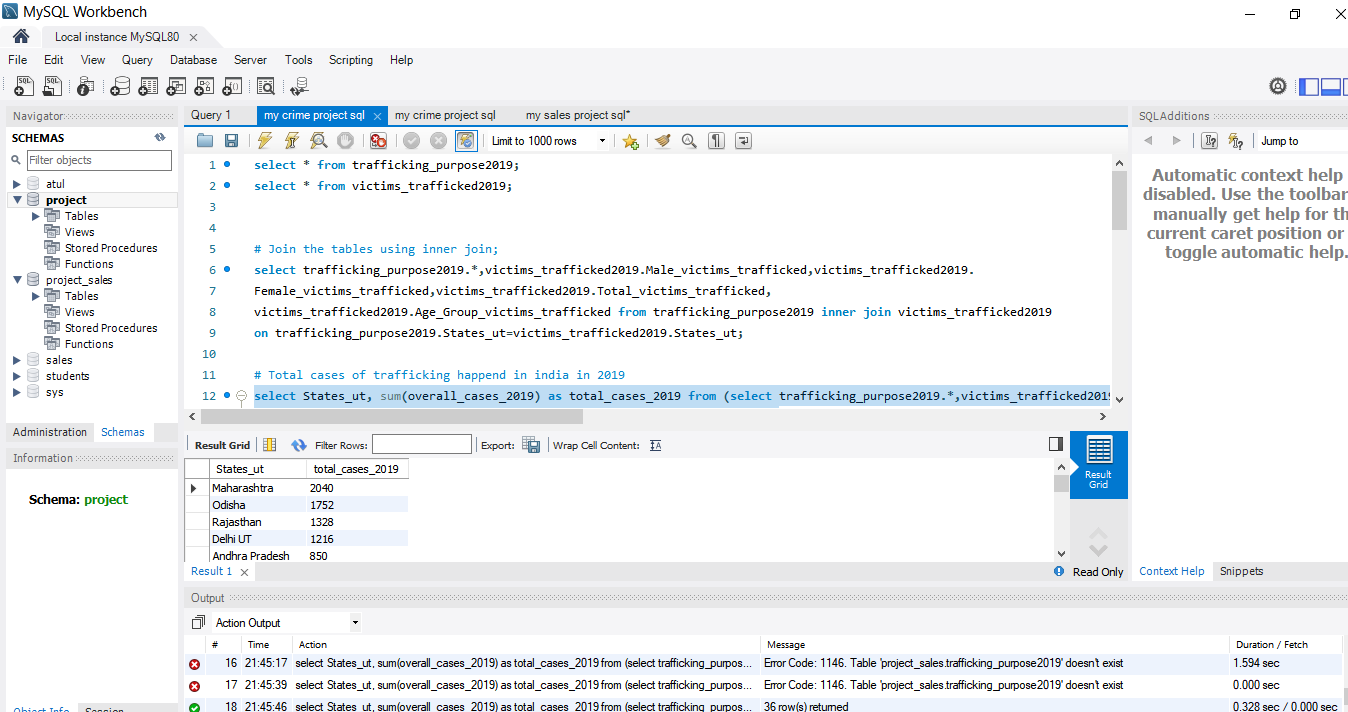 MySQL Workbench
Local instance MySQL80
File Edit View Query Database Server Tools Scripting Help
Navigator
SCHEMAS
Filter objects
atul
project
Tables
Views
Stored Procedures
Functions
project_sales
Tables
Views
Stored Procedures
Functions
sales
students
sys
Administration Schemas
Information
Schema: project
Object Info Session
Query 1 my crime project sql my crime project sql my sales project sql*
Limit to 1000 rows
1 select * from trafficking_purpose2019;
2 select * from victims_trafficked2019;
3
4
5 # Join the tables using inner join;
6 select trafficking_purpose2019.*,victims_trafficked2019.Male_victims_trafficked,victims_trafficked2019.
7 Female_victims_trafficked,victims_trafficked2019.Total_victims_trafficked,
8 victims_trafficked2019.Age_Group_victims_trafficked from trafficking_purpose2019 inner join victims_trafficked2019
9 on trafficking_purpose2019.States_ut=victims_trafficked2019.States_ut;
10
11 # Total cases of trafficking happend in india in 2019
12 select States_ut, sum(overall_cases_2019) as total_cases_2019 from (select trafficking_purpose2019.*,victims_trafficked2019
Result Grid Filter Rows: Export: Wrap Cell Content:
States_ut total_cases_2019
Maharashtra 2040
Odisha 1752
Rajasthan 1328
Delhi UT 1216
Andhra Pradesh 850
Result Grid
Result 1
Read Only
SQLAdditions
Jump to
Automatic context help
disabled. Use the toolbar
manually get help for th
current caret position or
toggle automatic help.
Context Help Snippets
Output
Action Output
# Time Action Message Duration / Fetch
16 21:45:17 select States_ut, sum(overall_cases_2019) as total_cases_2019 from (select trafficking_purpos... Error Code: 1146. Table 'project_sales.trafficking_purpose2019' doesn't exist 1.594 sec
17 21:45:39 select States_ut, sum(overall_cases_2019) as total_cases_2019 from (select trafficking_purpos... Error Code: 1146. Table 'project_sales.trafficking_purpose2019' doesn't exist 0.000 sec
18 21:45:46 select States_ut, sum(overall_cases_2019) as total_cases_2019 from (select trafficking_purpos... 36 row(s) returned 0.328 sec / 0.000 sec